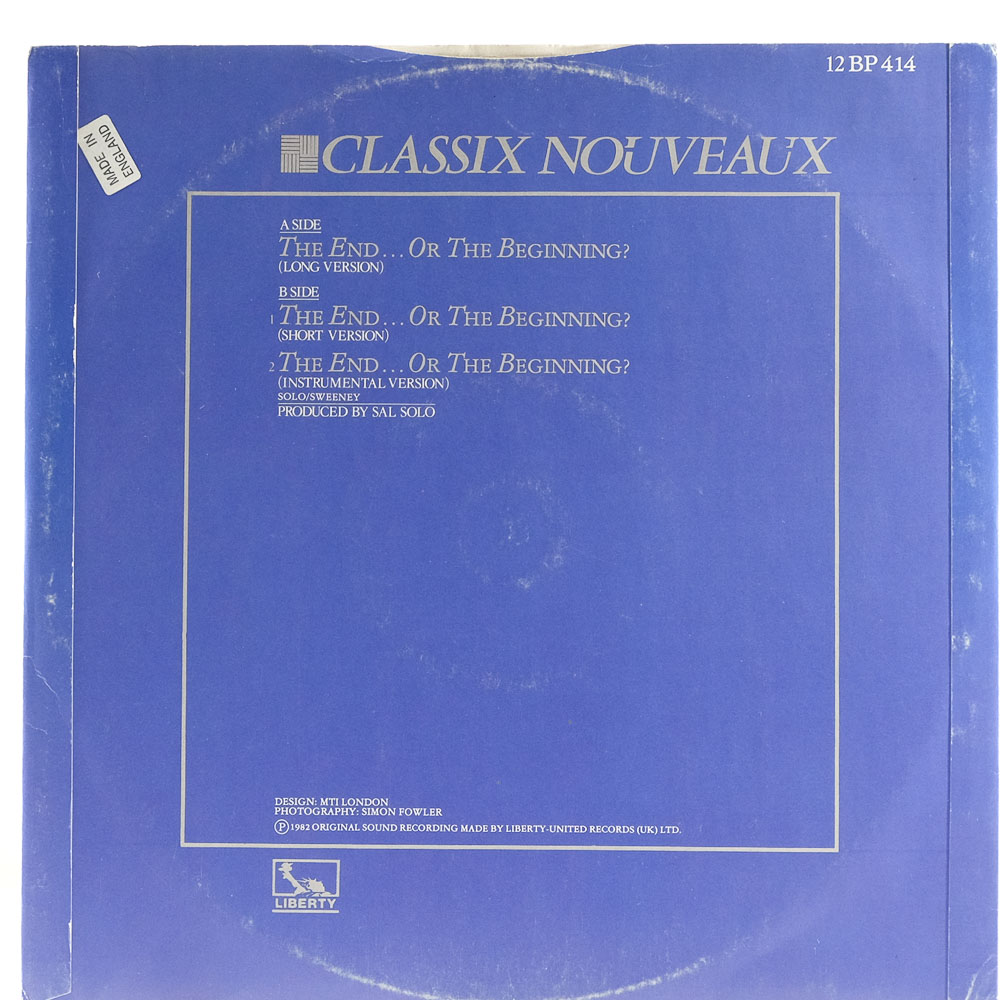 12 BP 414
MADE IN
ENGLAND
CLASSIX NOUVEAUX
A SIDE
THE END... OR THE BEGINNING?
(LONG VERSION)
B SIDE
1 THE END... OR THE BEGINNING?
(SHORT VERSION)
2 THE END... OR THE BEGINNING?
(INSTRUMENTAL VERSION)
SOLO/SWEENEY
PRODUCED BY SAL SOLO
DESIGN: MTI LONDON
PHOTOGRAPHY: SIMON FOWLER
Ⓟ1982 ORIGINAL SOUND RECORDING MADE BY LIBERTY-UNITED RECORDS (UK) LTD.
LIBERTY